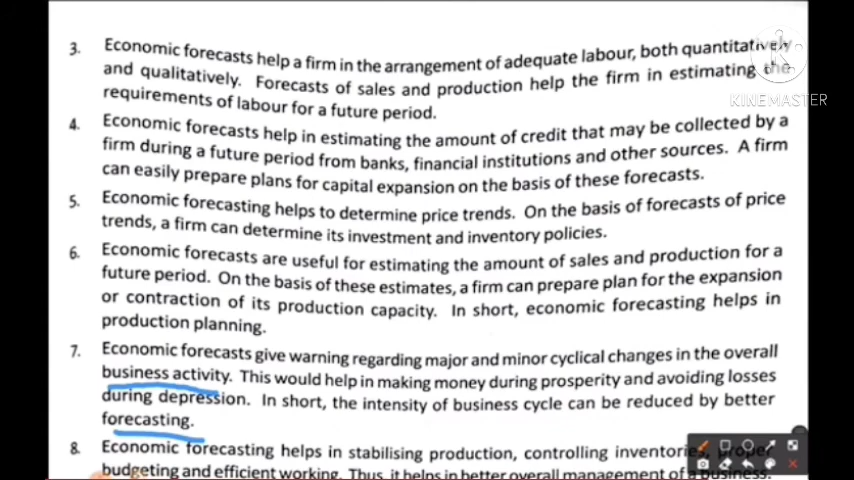 3. Economic forecasts help a firm in the arrangement of adequate labour, both quantitatively
and qualitatively. Forecasts of sales and production help the firm in estimating the
requirements of labour for a future period.
4. Economic forecasts help in estimating the amount of credit that may be collected by a
firm during a future period from banks, financial institutions and other sources. A firm
can easily prepare plans for capital expansion on the basis of these forecasts.
5. Economic forecasting helps to determine price trends. On the basis of forecasts of price
trends, a firm can determine its investment and inventory policies.
6. Economic forecasts are useful for estimating the amount of sales and production for a
future period. On the basis of these estimates, a firm can prepare plan for the expansion
or contraction of its production capacity. In short, economic forecasting helps in
production planning.
7. Economic forecasts give warning regarding major and minor cyclical changes in the overall
business activity. This would help in making money during prosperity and avoiding losses
during depression. In short, the intensity of business cycle can be reduced by better
forecasting.
8. Economic forecasting helps in stabilising production, controlling inventories, proper
budgeting and efficient working. Thus, it helps in better overall management of a business.
KINEMASTER